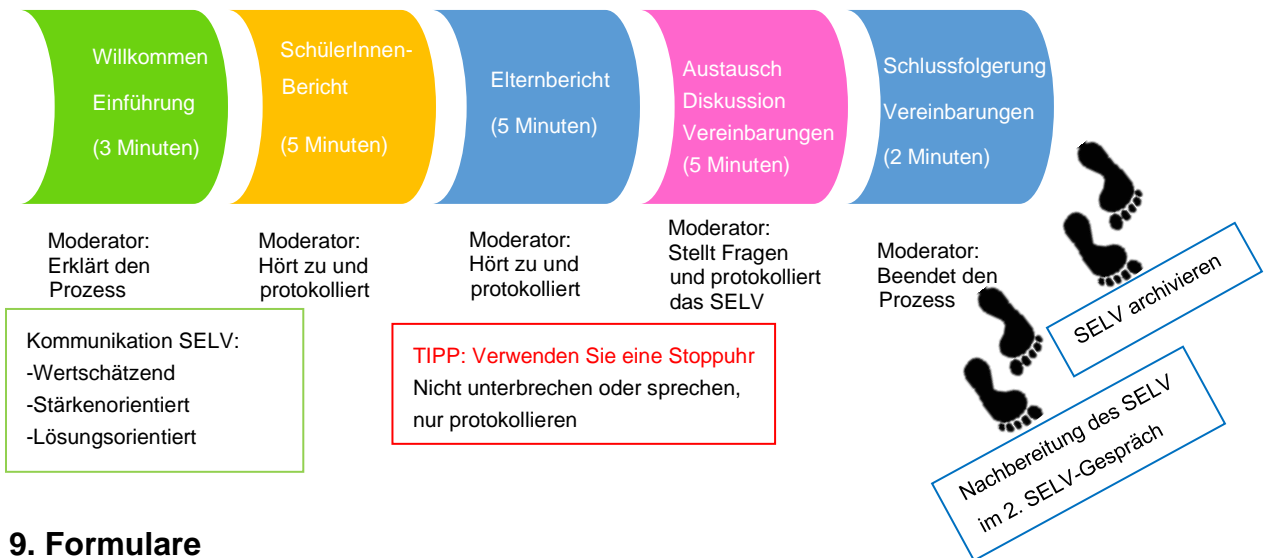 Willkommen
Einführung
(3 Minuten)
SchülerInnen-
Bericht
(5 Minuten)
Elternbericht
(5 Minuten)
Austausch
Diskussion
Vereinbarungen
(5 Minuten)
Schlussfolgerung
Vereinbarungen
(2 Minuten)
Moderator:
Erklärt den
Prozess
Moderator:
Hört zu und
protokolliert
Moderator:
Hört zu und
protokolliert
Moderator:
Stellt Fragen
und protokolliert
das SELV
Moderator:
Beendet den
Prozess
SELV archivieren
Kommunikation SELV:
-Wertschätzend
-Stärkenorientiert
-Lösungsorientiert
TIPP: Verwenden Sie eine Stoppuhr
Nicht unterbrechen oder sprechen,
nur protokollieren
Nachbereitung des SELV
im 2. SELV-Gespräch
9. Formulare